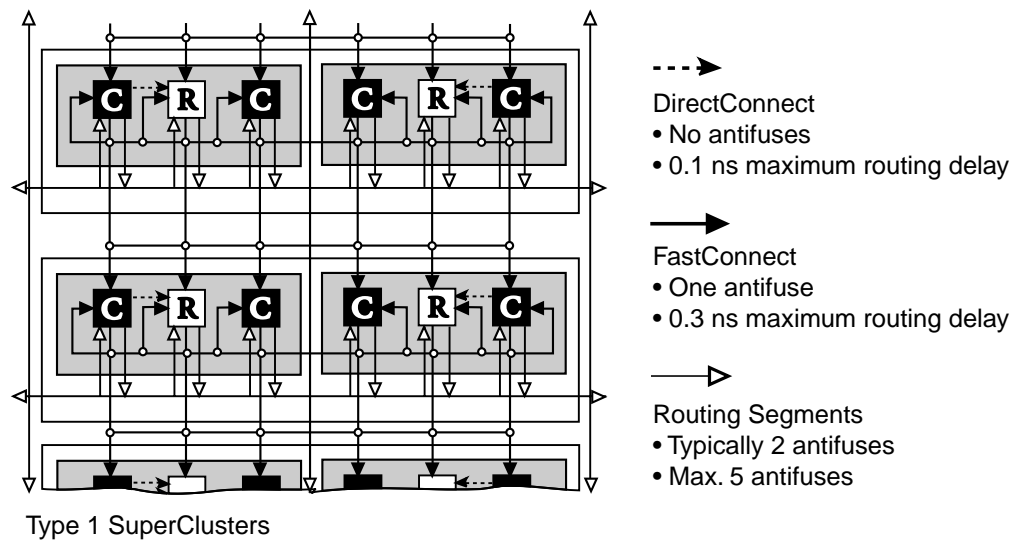 C R C C R C
C R C C R C
DirectConnect
• No antifuses
• 0.1 ns maximum routing delay
FastConnect
• One antifuse
• 0.3 ns maximum routing delay
Routing Segments
• Typically 2 antifuses
• Max. 5 antifuses
Type 1 SuperClusters